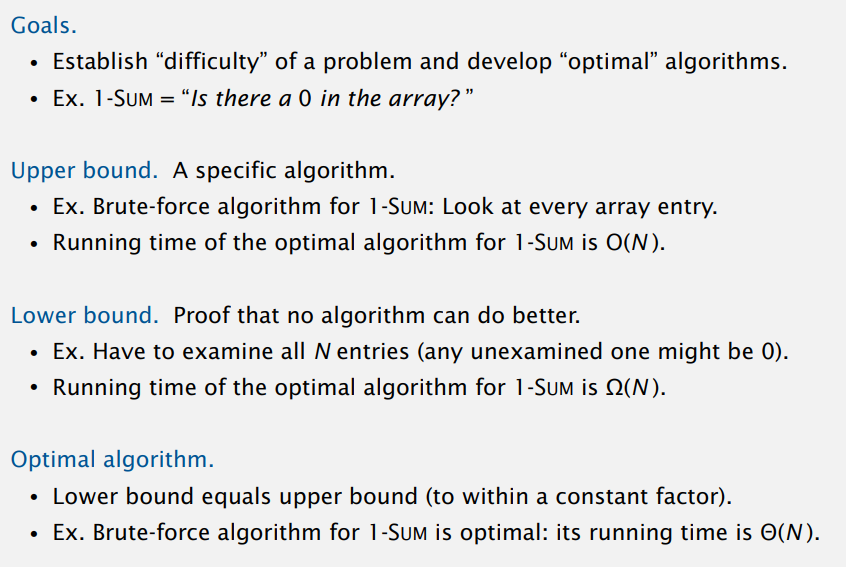 Goals.
• Establish “difficulty” of a problem and develop “optimal” algorithms.
• Ex. 1-SUM = “Is there a 0 in the array? ”
Upper bound. A specific algorithm.
• Ex. Brute-force algorithm for 1-SUM: Look at every array entry.
• Running time of the optimal algorithm for 1-SUM is O(N ).
Lower bound. Proof that no algorithm can do better.
• Ex. Have to examine all N entries (any unexamined one might be 0).
• Running time of the optimal algorithm for 1-SUM is Ω(N ).
Optimal algorithm.
• Lower bound equals upper bound (to within a constant factor).
• Ex. Brute-force algorithm for 1-SUM is optimal: its running time is Θ(N ).